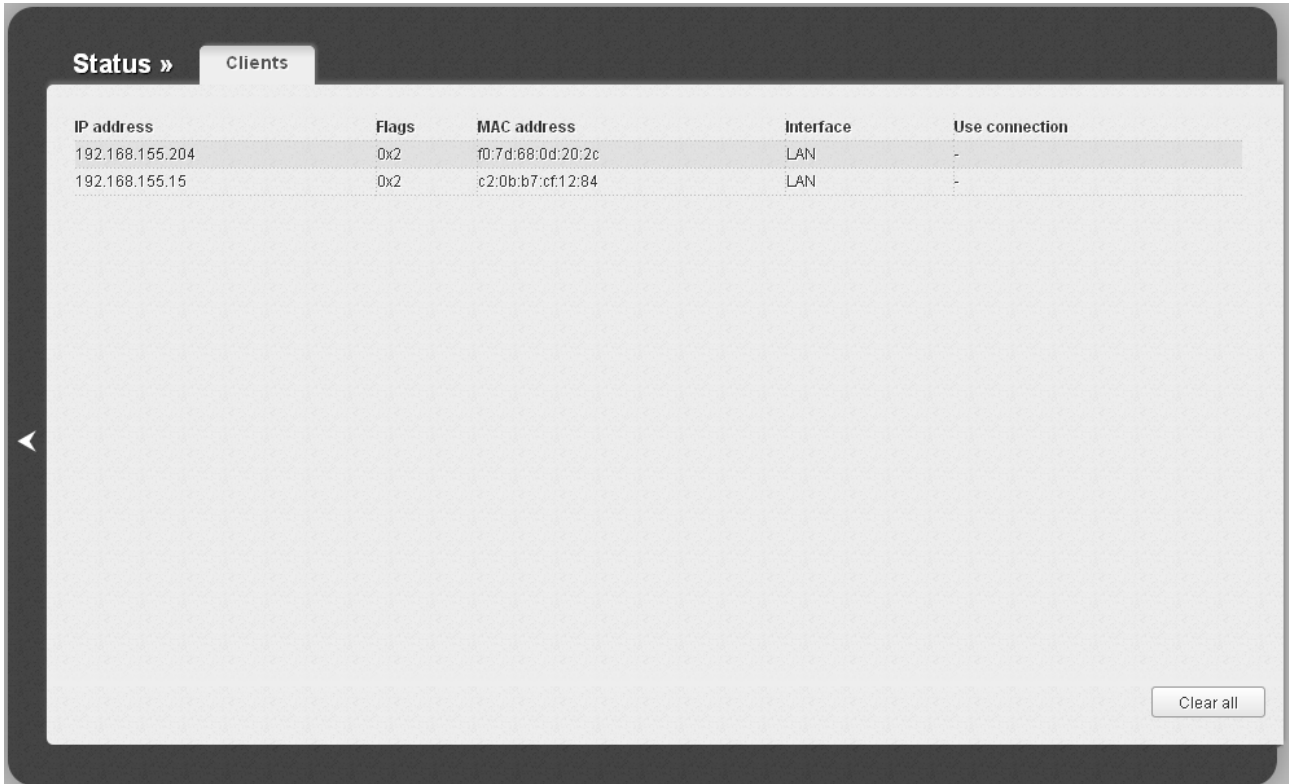 Status » Clients
IP address Flags MAC address Interface Use connection
192.168.155.204 0x2 f0:7d:68:0d:20:2c LAN -
192.168.155.15 0x2 c2:0b:b7:cf:12:84 LAN -
Clear all